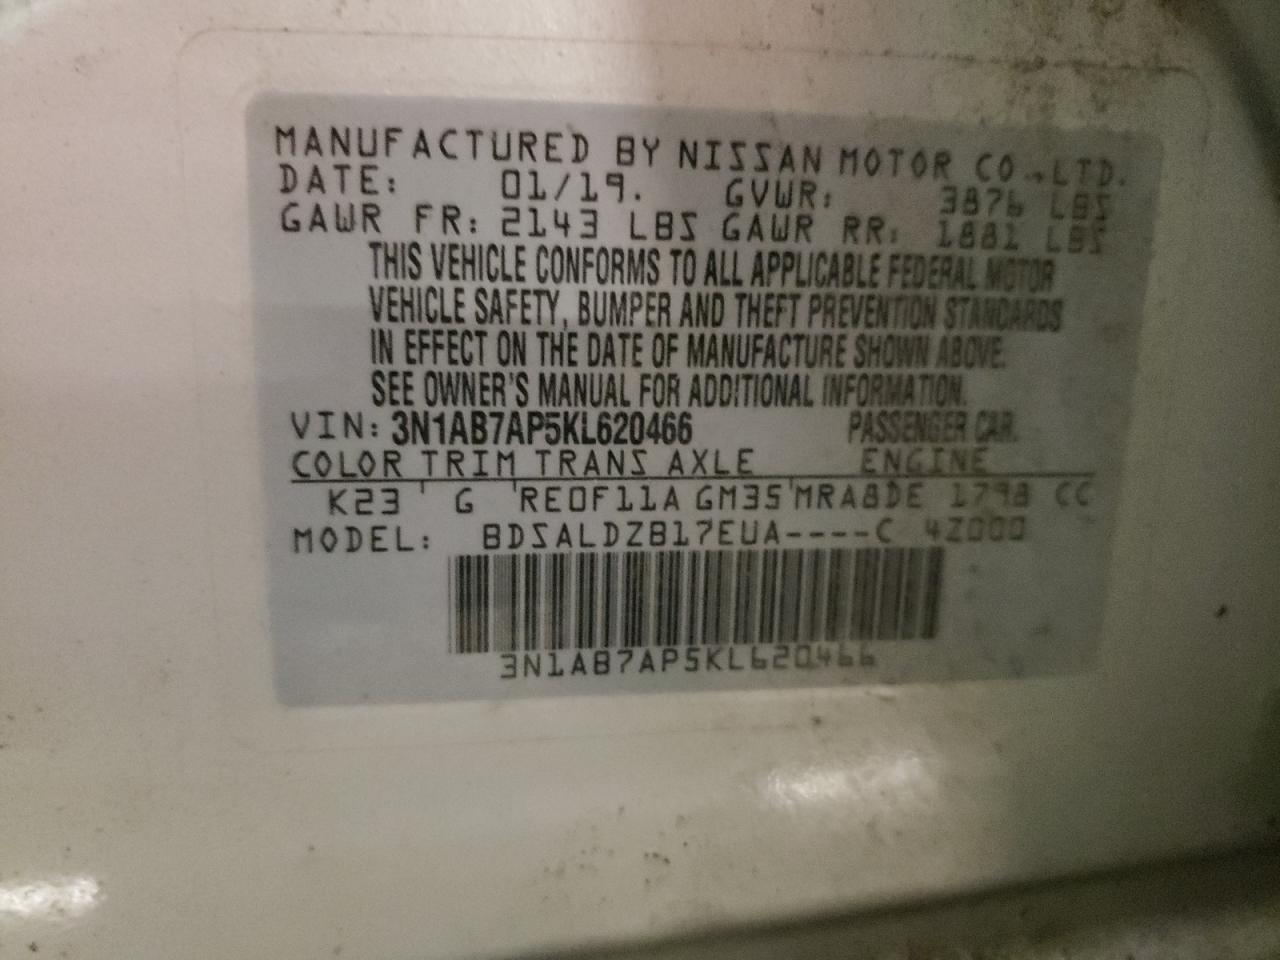 MANUFACTURED BY NISSAN MOTOR CO.,LTD.
DATE: 01/19. GVWR: 3876 LBS
GAWR FR: 2143 LBS GAWR RR: 1881 LBS
THIS VEHICLE CONFORMS TO ALL APPLICABLE FEDERAL MOTOR
VEHICLE SAFETY, BUMPER AND THEFT PREVENTION STANDARDS
IN EFFECT ON THE DATE OF MANUFACTURE SHOWN ABOVE.
SEE OWNER'S MANUAL FOR ADDITIONAL INFORMATION.
VIN: 3N1AB7AP5KL620466 PASSENGER CAR.
COLOR TRIM TRANS AXLE ENGINE
K23 ' G 'RE0F11A GM35'MRA8DE 1798 CC
MODEL: BDSALDZB17EUA----C 4Z000
3N1AB7AP5KL620466